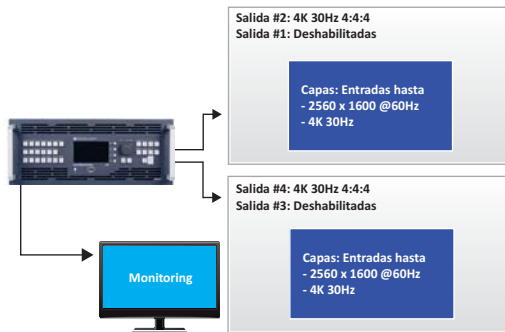 Salida #2: 4K 30Hz 4:4:4
Salida #1: Deshabilitadas
Capas: Entradas hasta
- 2560 x 1600 @60Hz
- 4K 30Hz
Salida #4: 4K 30Hz 4:4:4
Salida #3: Deshabilitadas
Capas: Entradas hasta
- 2560 x 1600 @60Hz
- 4K 30Hz
Monitoring